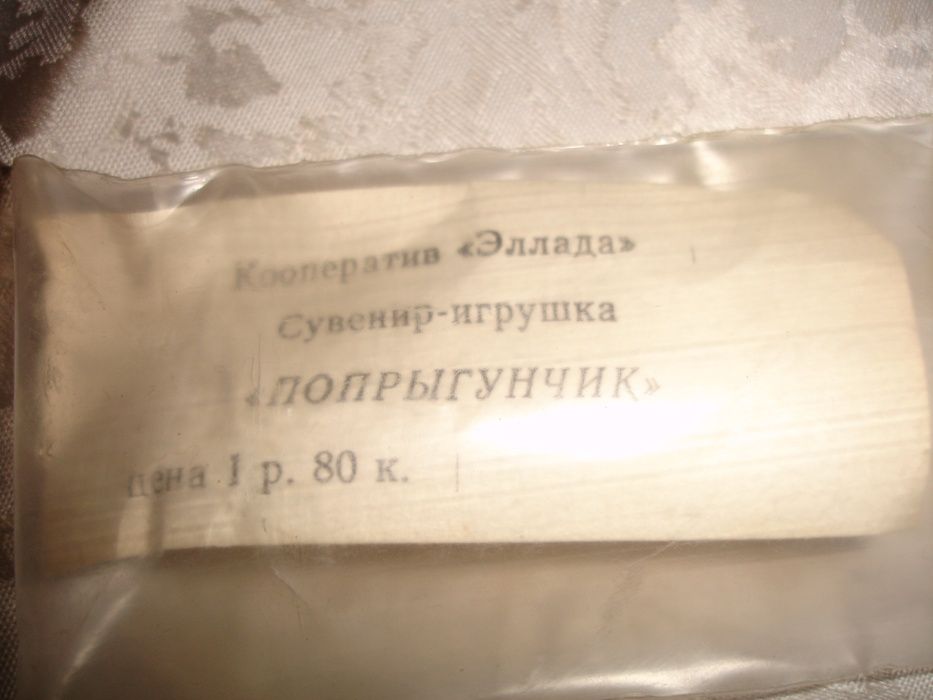 Кооператив «Эллада»
Сувенир-игрушка
«ПОПРЫГУНЧИК»
цена 1 р. 80 к.